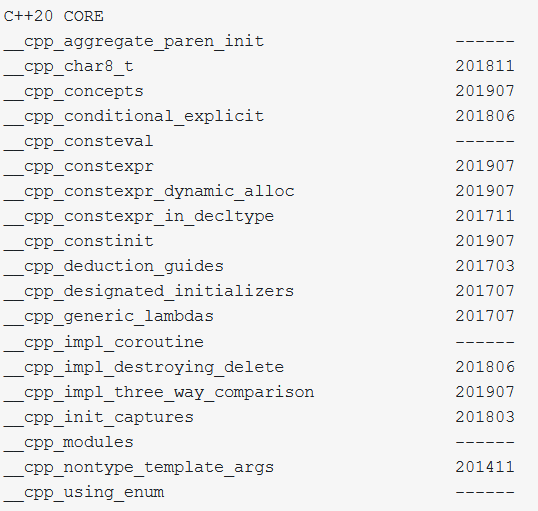 C++20 CORE
__cpp_aggregate_paren_init ------
__cpp_char8_t 201811
__cpp_concepts 201907
__cpp_conditional_explicit 201806
__cpp_consteval ------
__cpp_constexpr 201907
__cpp_constexpr_dynamic_alloc 201907
__cpp_constexpr_in_decltype 201711
__cpp_constinit 201907
__cpp_deduction_guides 201703
__cpp_designated_initializers 201707
__cpp_generic_lambdas 201707
__cpp_impl_coroutine ------
__cpp_impl_destroying_delete 201806
__cpp_impl_three_way_comparison 201907
__cpp_init_captures 201803
__cpp_modules ------
__cpp_nontype_template_args 201411
__cpp_using_enum ------